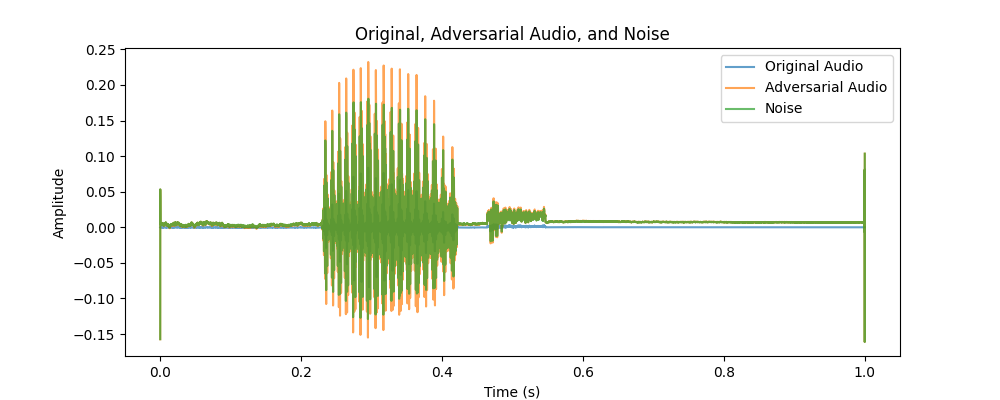 Original, Adversarial Audio, and Noise
Original Audio
Adversarial Audio
Noise
Amplitude
0.25
0.20
0.15
0.10
0.05
0.00
−0.05
−0.10
−0.15
0.0 0.2 0.4 0.6 0.8 1.0
Time (s)